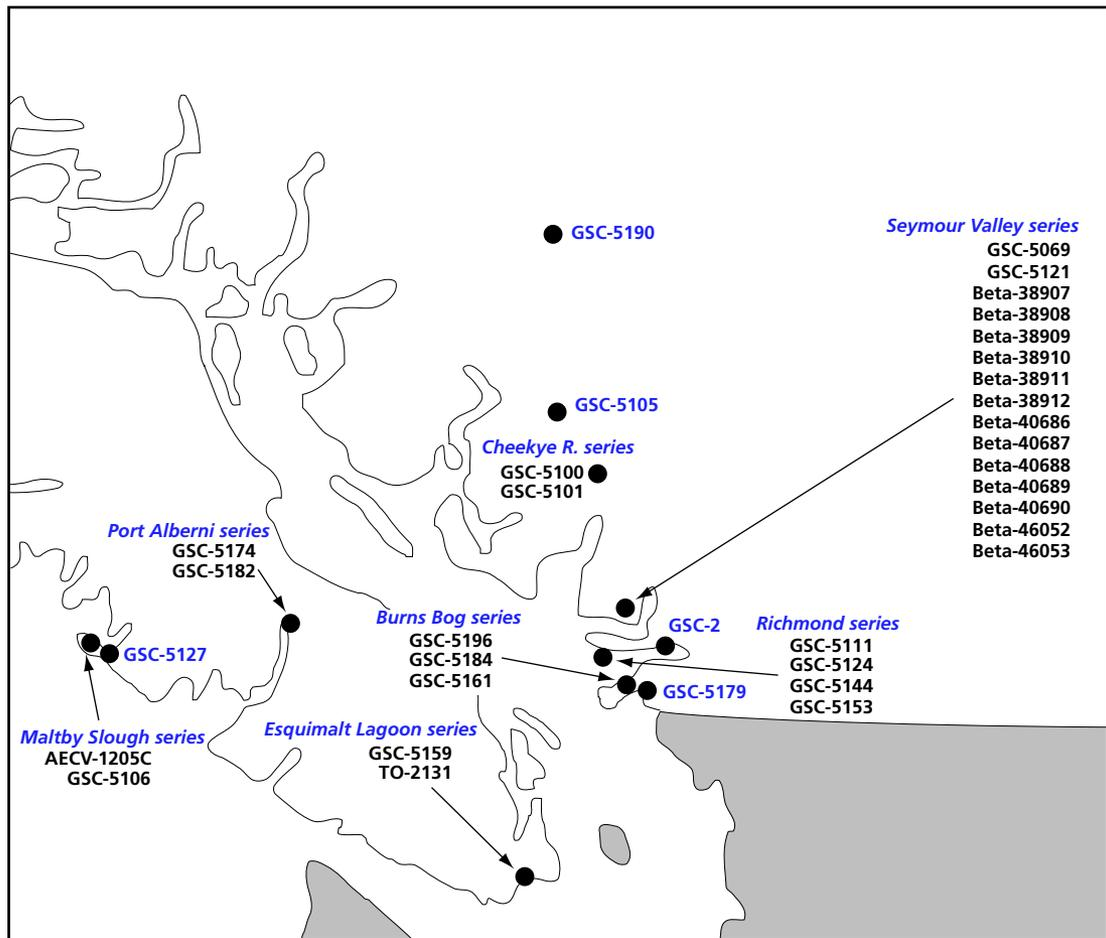 GSC-5190
Seymour Valley series
GSC-5069
GSC-5121
Beta-38907
Beta-38908
Beta-38909
Beta-38910
Beta-38911
Beta-38912
Beta-40686
Beta-40687
Beta-40688
Beta-40689
Beta-40690
Beta-46052
Beta-46053
GSC-5105
Cheekye R. series
GSC-5100
GSC-5101
Port Alberni series
GSC-5174
GSC-5182
Burns Bog series
GSC-5196
GSC-5184
GSC-5161
GSC-2
Richmond series
GSC-5111
GSC-5124
GSC-5144
GSC-5153
GSC-5127
GSC-5179
Maltby Slough series
AECV-1205C
GSC-5106
Esquimalt Lagoon series
GSC-5159
TO-2131